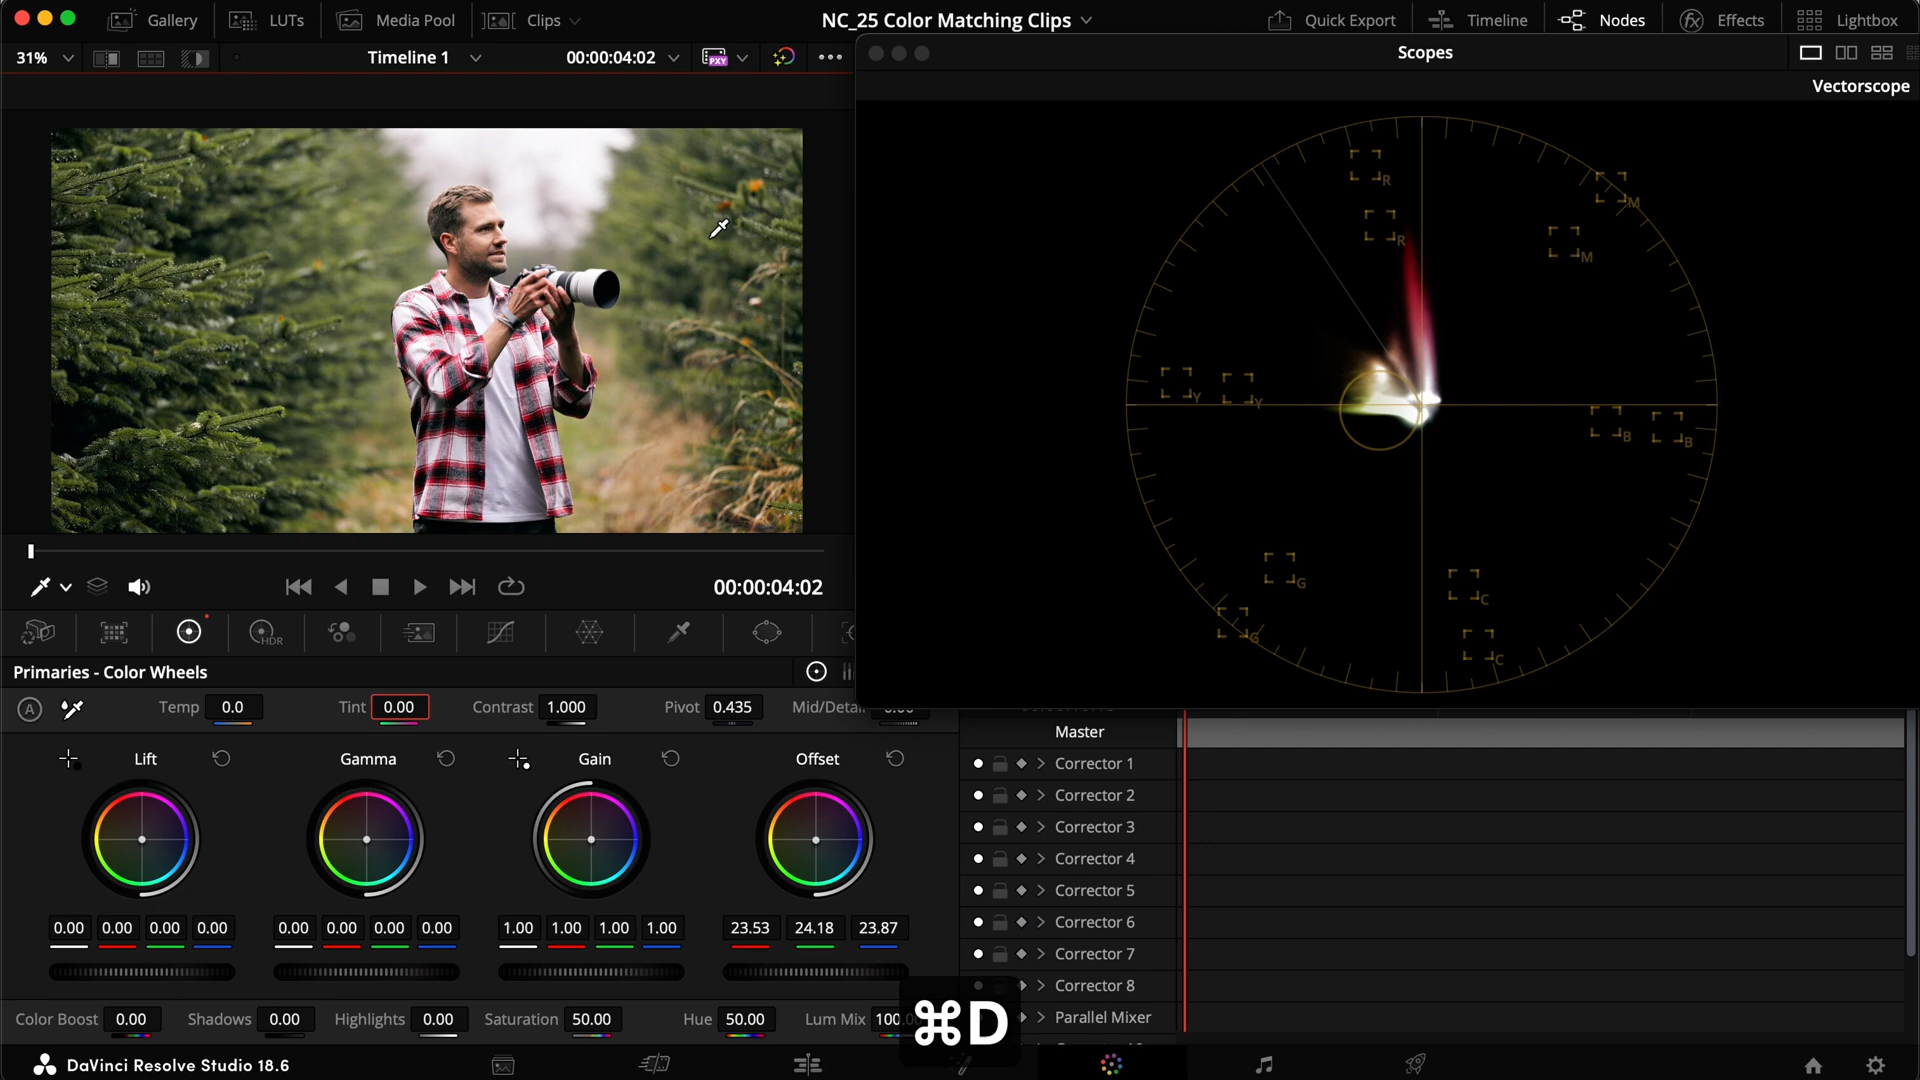 Gallery LUTs Media Pool Clips NC_25 Color Matching Clips Quick Export Timeline Nodes Effects Lightbox
31% Timeline 1 00:00:04:02 PXY
Scopes
Vectorscope
R
M
R
M
Y Y
B B
G
C
G
C
00:00:04:02
HDR
Primaries - Color Wheels
A Temp 0.0 Tint 0.00 Contrast 1.000 Pivot 0.435 Mid/Detail
Master
Lift Gamma Gain Offset
Corrector 1
Corrector 2
Corrector 3
Corrector 4
Corrector 5
Corrector 6
0.00 0.00 0.00 0.00 0.00 0.00 0.00 0.00 1.00 1.00 1.00 1.00 23.53 24.18 23.87
Corrector 7
Corrector 8
Color Boost 0.00 Shadows 0.00 Highlights 0.00 Saturation 50.00 Hue 50.00 Lum Mix 100.00
⌘D
Parallel Mixer
DaVinci Resolve Studio 18.6